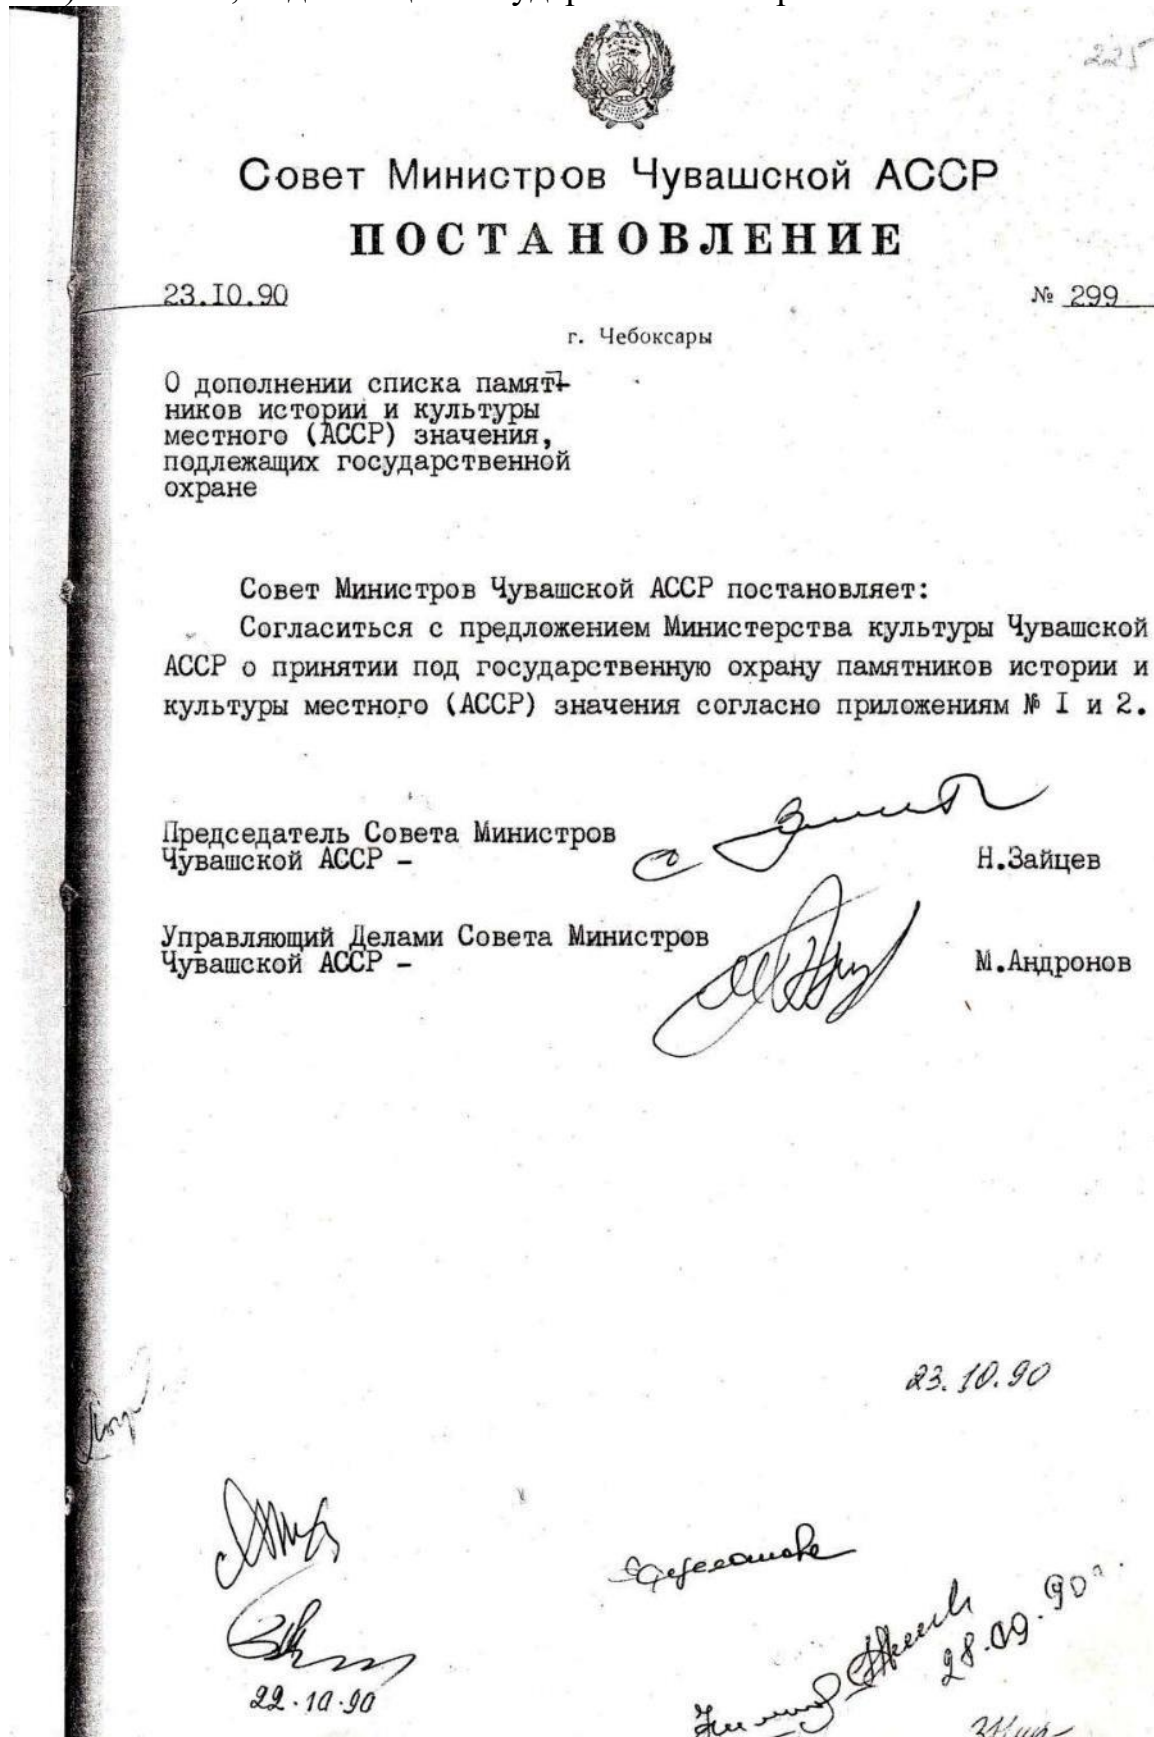 225
Совет Министров Чувашской АССР
ПОСТАНОВЛЕНИЕ
23.I0.90 № 299
г. Чебоксары
О дополнении списка памят-
ников истории и культуры
местного (АССР) значения,
подлежащих государственной
охране
Совет Министров Чувашской АССР постановляет:
Согласиться с предложением Министерства культуры Чувашской
АССР о принятии под государственную охрану памятников истории и
культуры местного (АССР) значения согласно приложениям № I и 2.
Председатель Совета Министров
Чувашской АССР –
Н.Зайцев
Управляющий Делами Совета Министров
Чувашской АССР –
М.Андронов
23.10.90
22.10.90
28.09.90г.